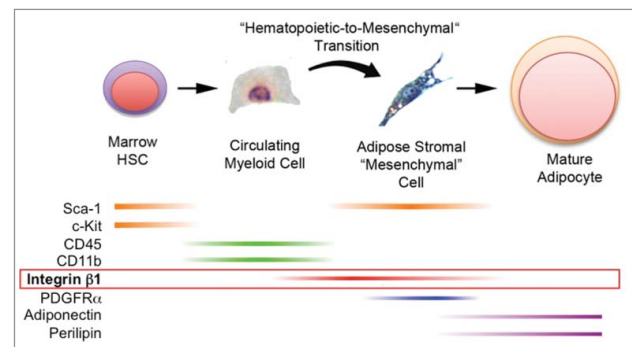 “Hematopoietic-to-Mesenchymal“
Transition
Marrow
HSC
Circulating
Myeloid Cell
Adipose Stromal
“Mesenchymal”
Cell
Mature
Adipocyte
Sca-1
c-Kit
CD45
CD11b
Integrin β1
PDGFRα
Adiponectin
Perilipin